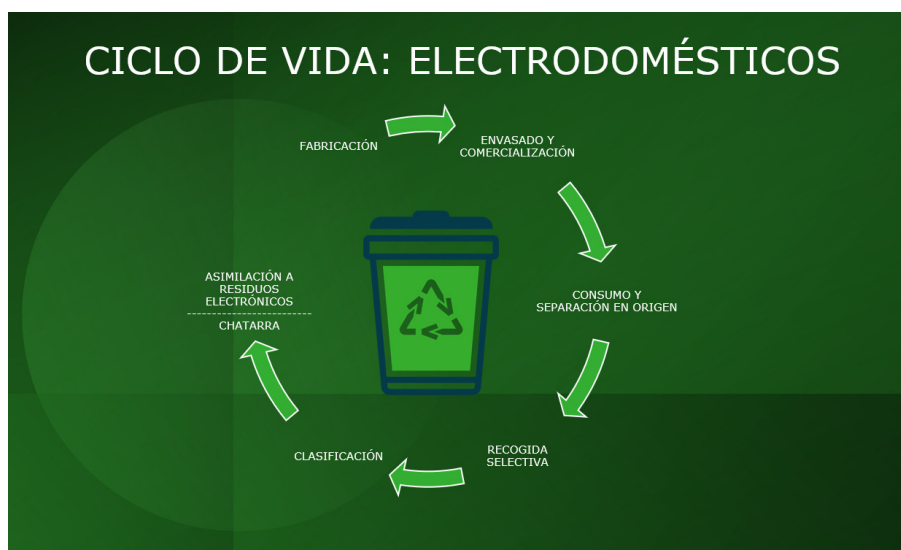 CICLO DE VIDA: ELECTRODOMÉSTICOS
FABRICACIÓN
ENVASADO Y
COMERCIALIZACIÓN
CONSUMO Y
SEPARACIÓN EN ORIGEN
RECOGIDA
SELECTIVA
CLASIFICACIÓN
ASIMILACIÓN A
RESIDUOS
ELECTRÓNICOS
---------------------------
CHATARRA